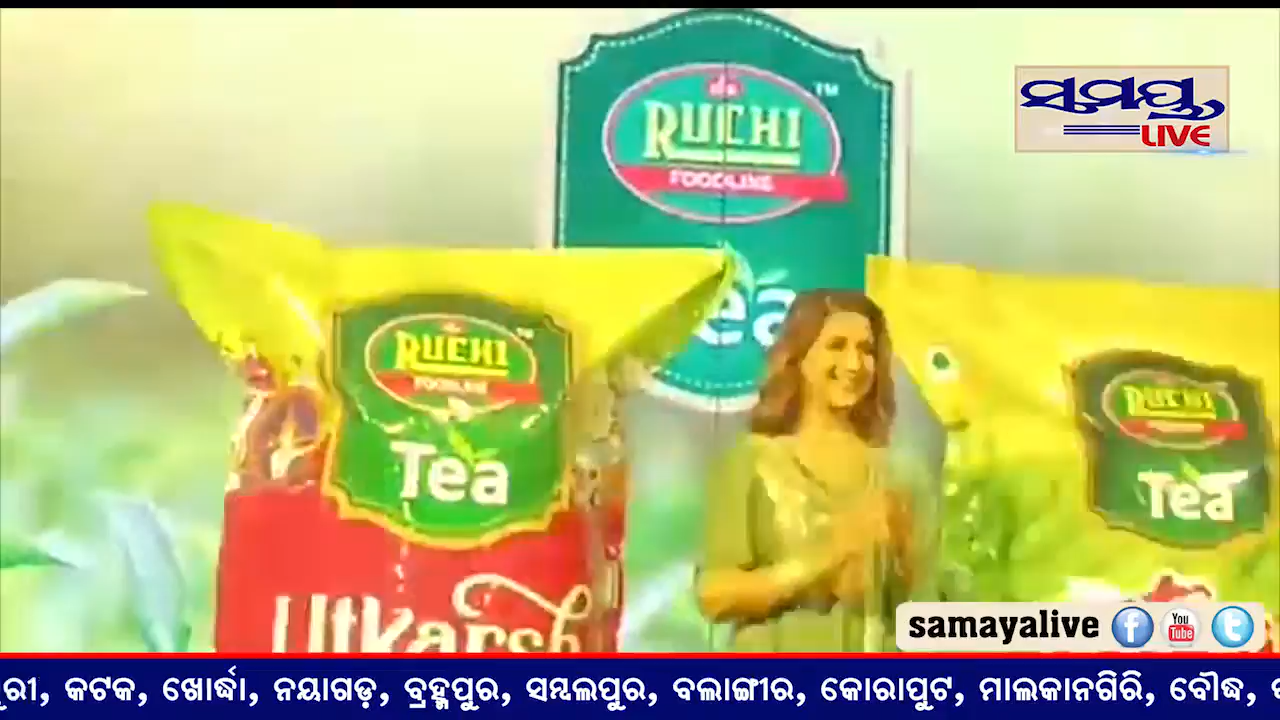 RUCHI
FOODLINE
TM
Tea
ସମୟ
LIVE
RUCHI
FOODLINE
Tea
Utkarsh
RUCHI
Tea
samayalive
You
Tube
କଟକ, ଖୋର୍ଦ୍ଧା, ନୟାଗଡ଼, ବ୍ରହ୍ମପୁର, ସମ୍ବଲପୁର, ବଲାଙ୍ଗୀର, କୋରାପୁଟ, ମାଲକାନଗିରି, ବୌଦ୍ଧ,